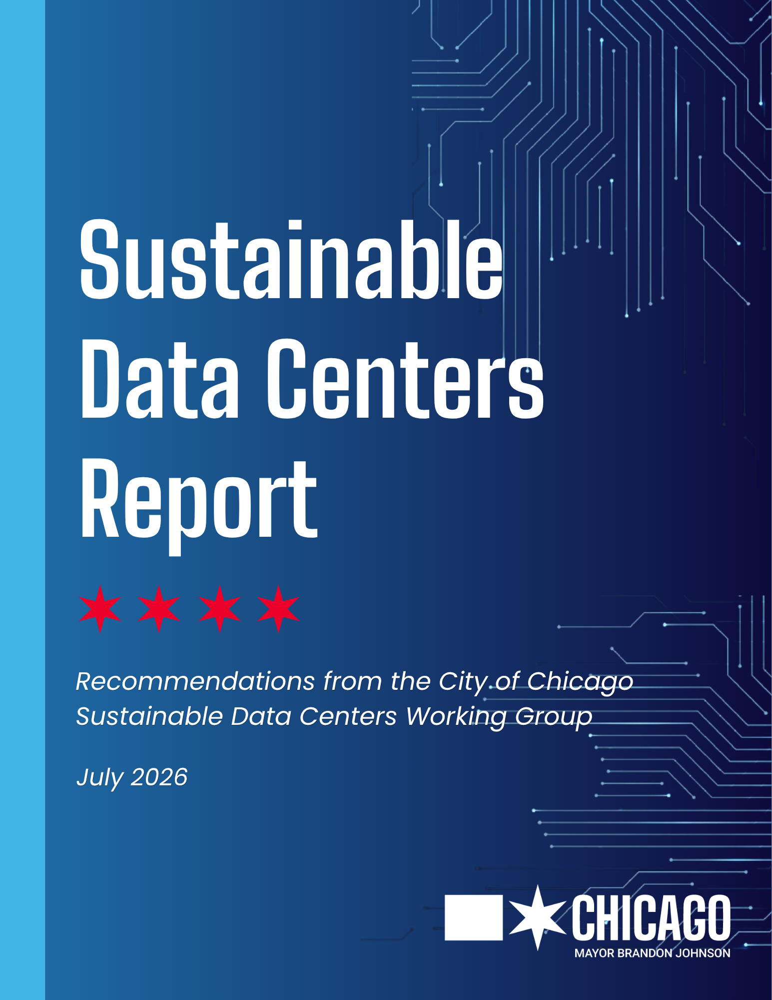 Sustainable
Data Centers
Report
Recommendations from the City of Chicago
Sustainable Data Centers Working Group
July 2026
CHICAGO
MAYOR BRANDON JOHNSON